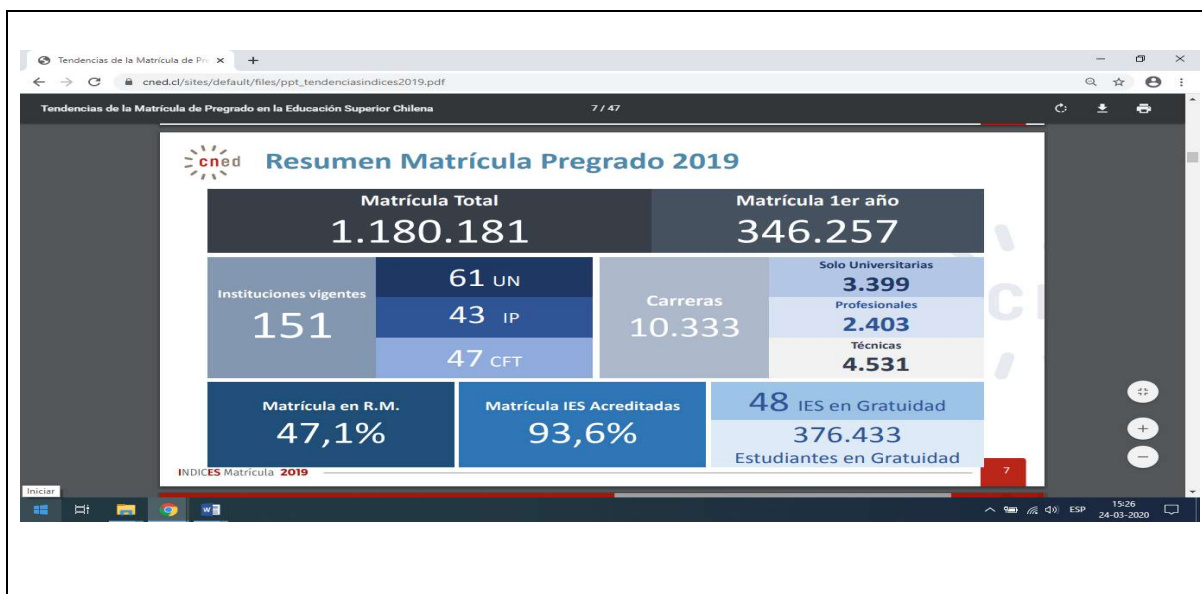 Tendencias de la Matrícula de Pr
cned.cl/sites/default/files/ppt_tendenciasindices2019.pdf
Tendencias de la Matrícula de Pregrado en la Educación Superior Chilena
7 / 47
cned
Resumen Matrícula Pregrado 2019
Matrícula Total
1.180.181
Matrícula 1er año
346.257
Instituciones vigentes
151
61 UN
43 IP
47 CFT
Carreras
10.333
Solo Universitarias
3.399
Profesionales
2.403
Técnicas
4.531
Matrícula en R.M.
47,1%
Matrícula IES Acreditadas
93,6%
48 IES en Gratuidad
376.433
Estudiantes en Gratuidad
INDICES Matrícula 2019
7
Iniciar
ESP
15:26
24-03-2020